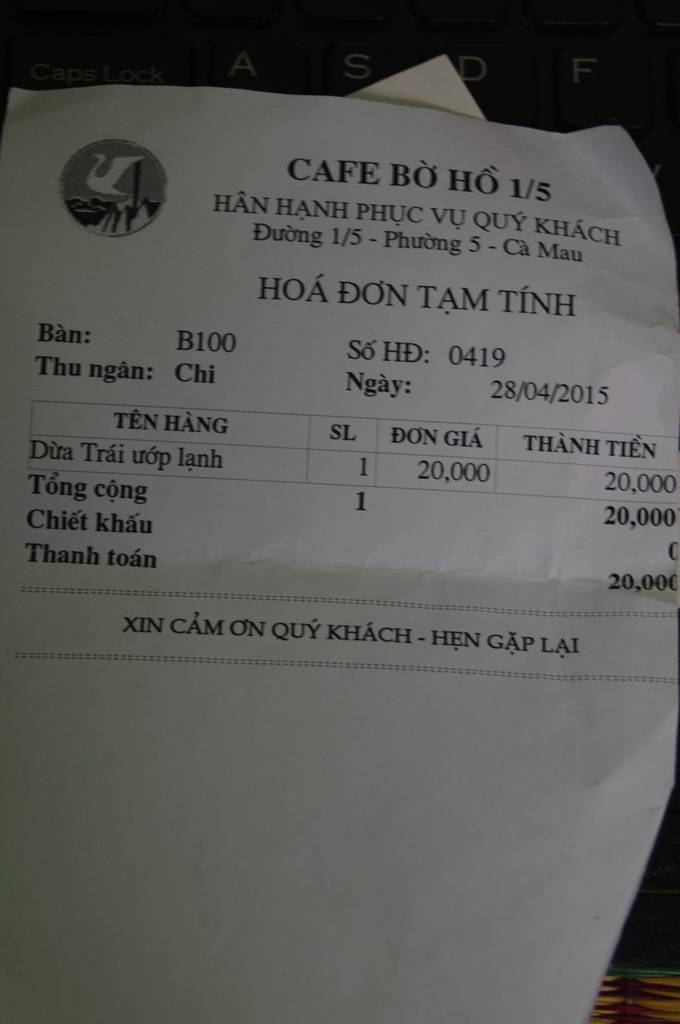 Caps Lock A S D F
CAFE BỜ HỒ 1/5
HÂN HẠNH PHỤC VỤ QUÝ KHÁCH
Đường 1/5 - Phường 5 - Cà Mau
HOÁ ĐƠN TẠM TÍNH
Bàn: B100 Số HĐ: 0419
Thu ngân: Chi Ngày: 28/04/2015
TÊN HÀNG SL ĐƠN GIÁ THÀNH TIỀN
Dừa Trái ướp lạnh 1 20,000 20,000
Tổng cộng 1 20,000
Chiết khấu 0
Thanh toán 20,000
XIN CẢM ƠN QUÝ KHÁCH - HẸN GẶP LẠI